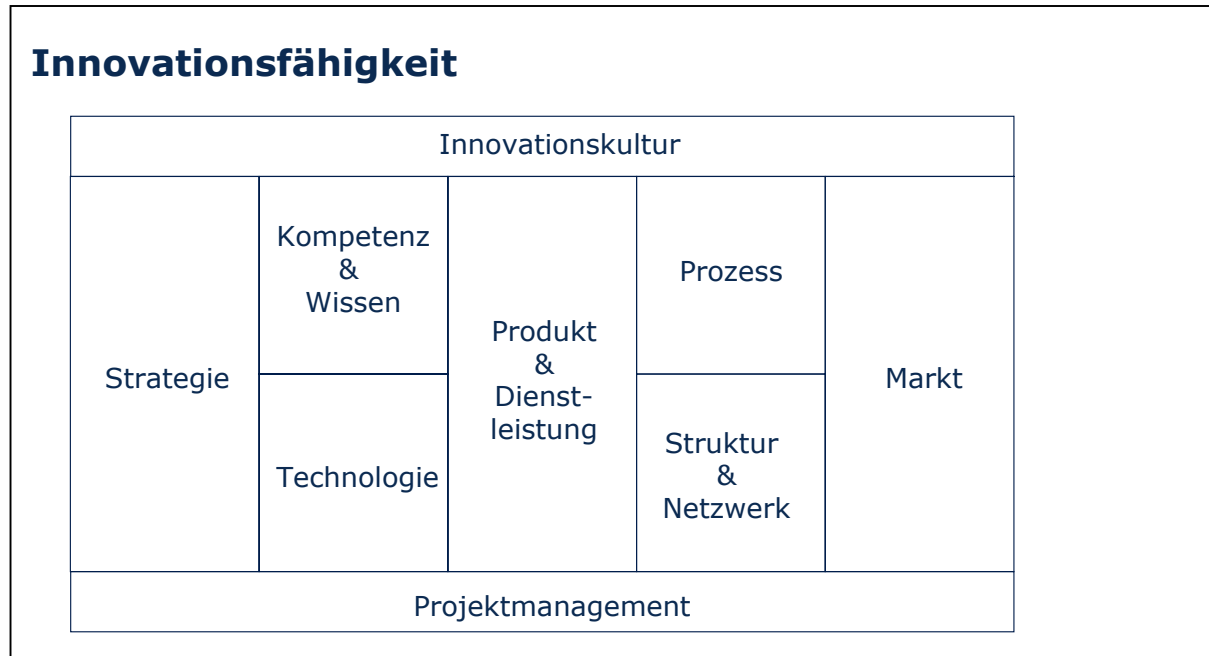 Innovationsfähigkeit
Innovationskultur
Strategie
Kompetenz
&
Wissen
Technologie
Produkt
&
Dienst-
leistung
Prozess
Struktur
&
Netzwerk
Markt
Projektmanagement